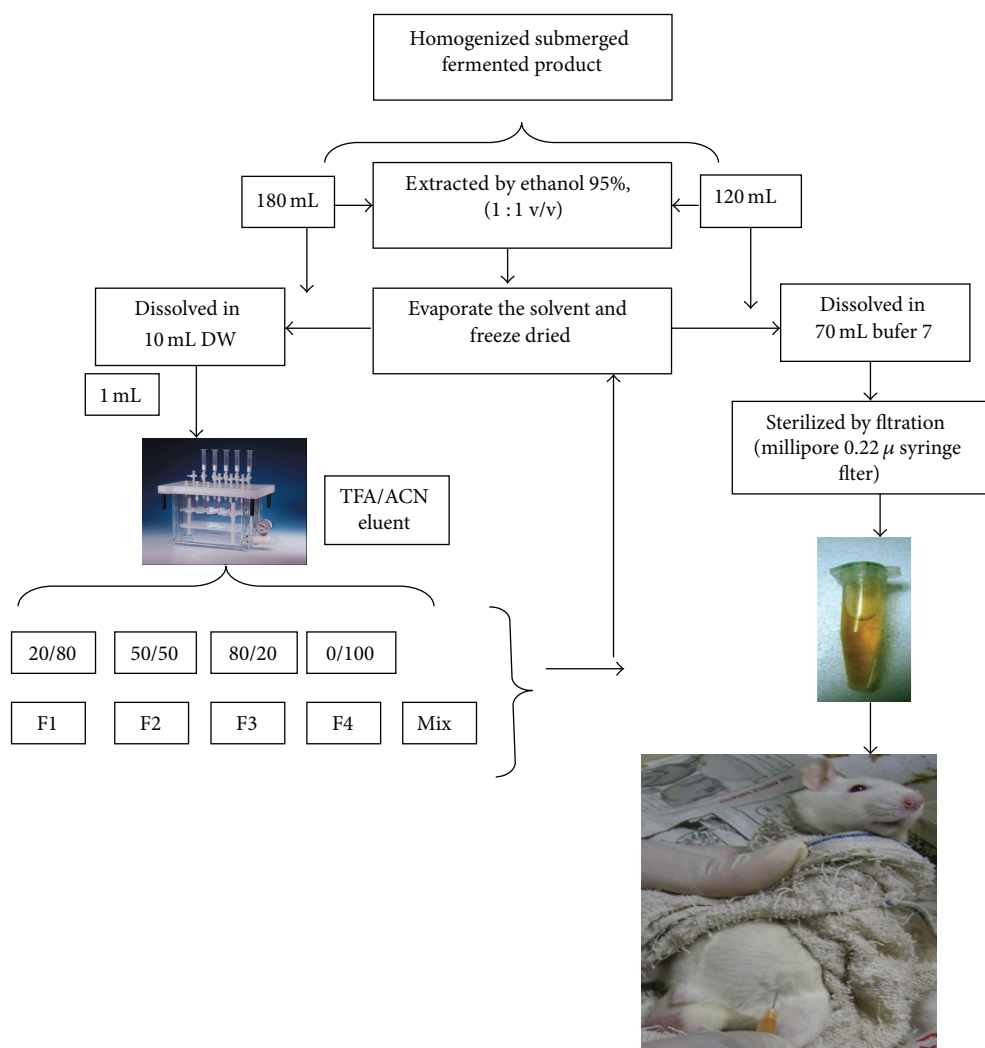 Homogenized submerged
fermented product
180 mL
Extracted by ethanol 95%,
(1 : 1 v/v)
120 mL
Dissolved in
10 mL DW
Evaporate the solvent and
freeze dried
Dissolved in
70 mL bufer 7
1 mL
Sterilized by fltration
(millipore 0.22 μ syringe
flter)
TFA/ACN
eluent
20/80
50/50
80/20
0/100
F1
F2
F3
F4
Mix